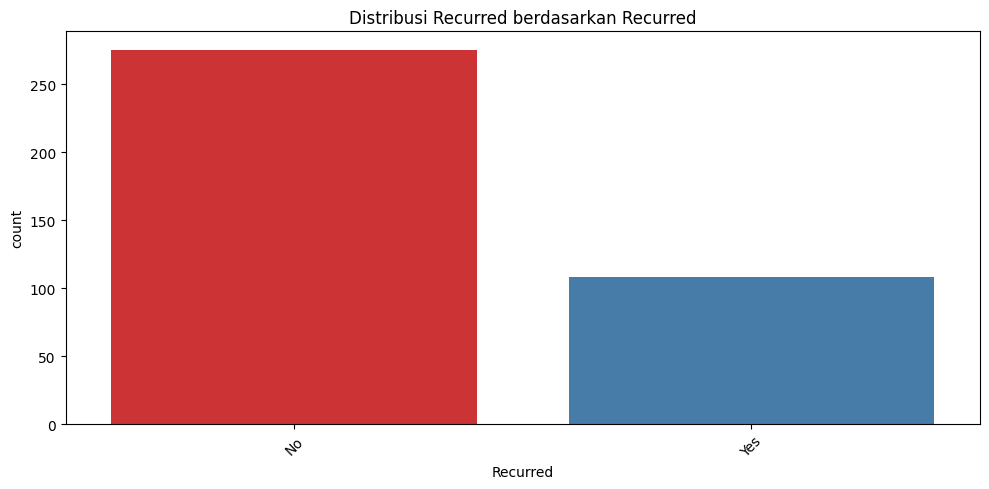 Distribusi Recurred berdasarkan Recurred
count
250
200
150
100
50
0
No
Yes
Recurred